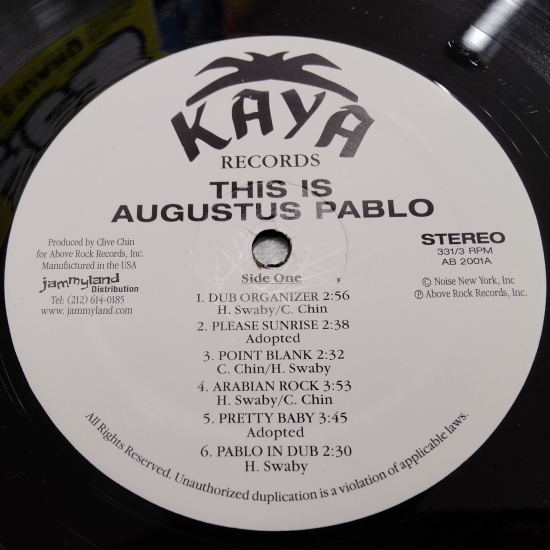 KAYA
RECORDS
THIS IS
AUGUSTUS PABLO
Produced by Clive Chin
for Above Rock Records, Inc.
Manufactured in the USA
jammyland
Distribution
Tel: (212) 614-0185
www. jammyland.com
STEREO
331/3 RPM
AB 2001A
© Noise New York, Inc
℗ Above Rock Records, Inc.
Side One
1. DUB ORGANIZER 2:56
H. Swaby/C. Chin
2. PLEASE SUNRISE 2:38
Adopted
3. POINT BLANK 2:32
C. Chin/H. Swaby
4. ARABIAN ROCK 3:53
H. Swaby/C. Chin
5. PRETTY BABY 3:45
Adopted
6. PABLO IN DUB 2:30
H. Swaby
All Rights Reserved. Unauthorized duplication is a violation of applicable laws.